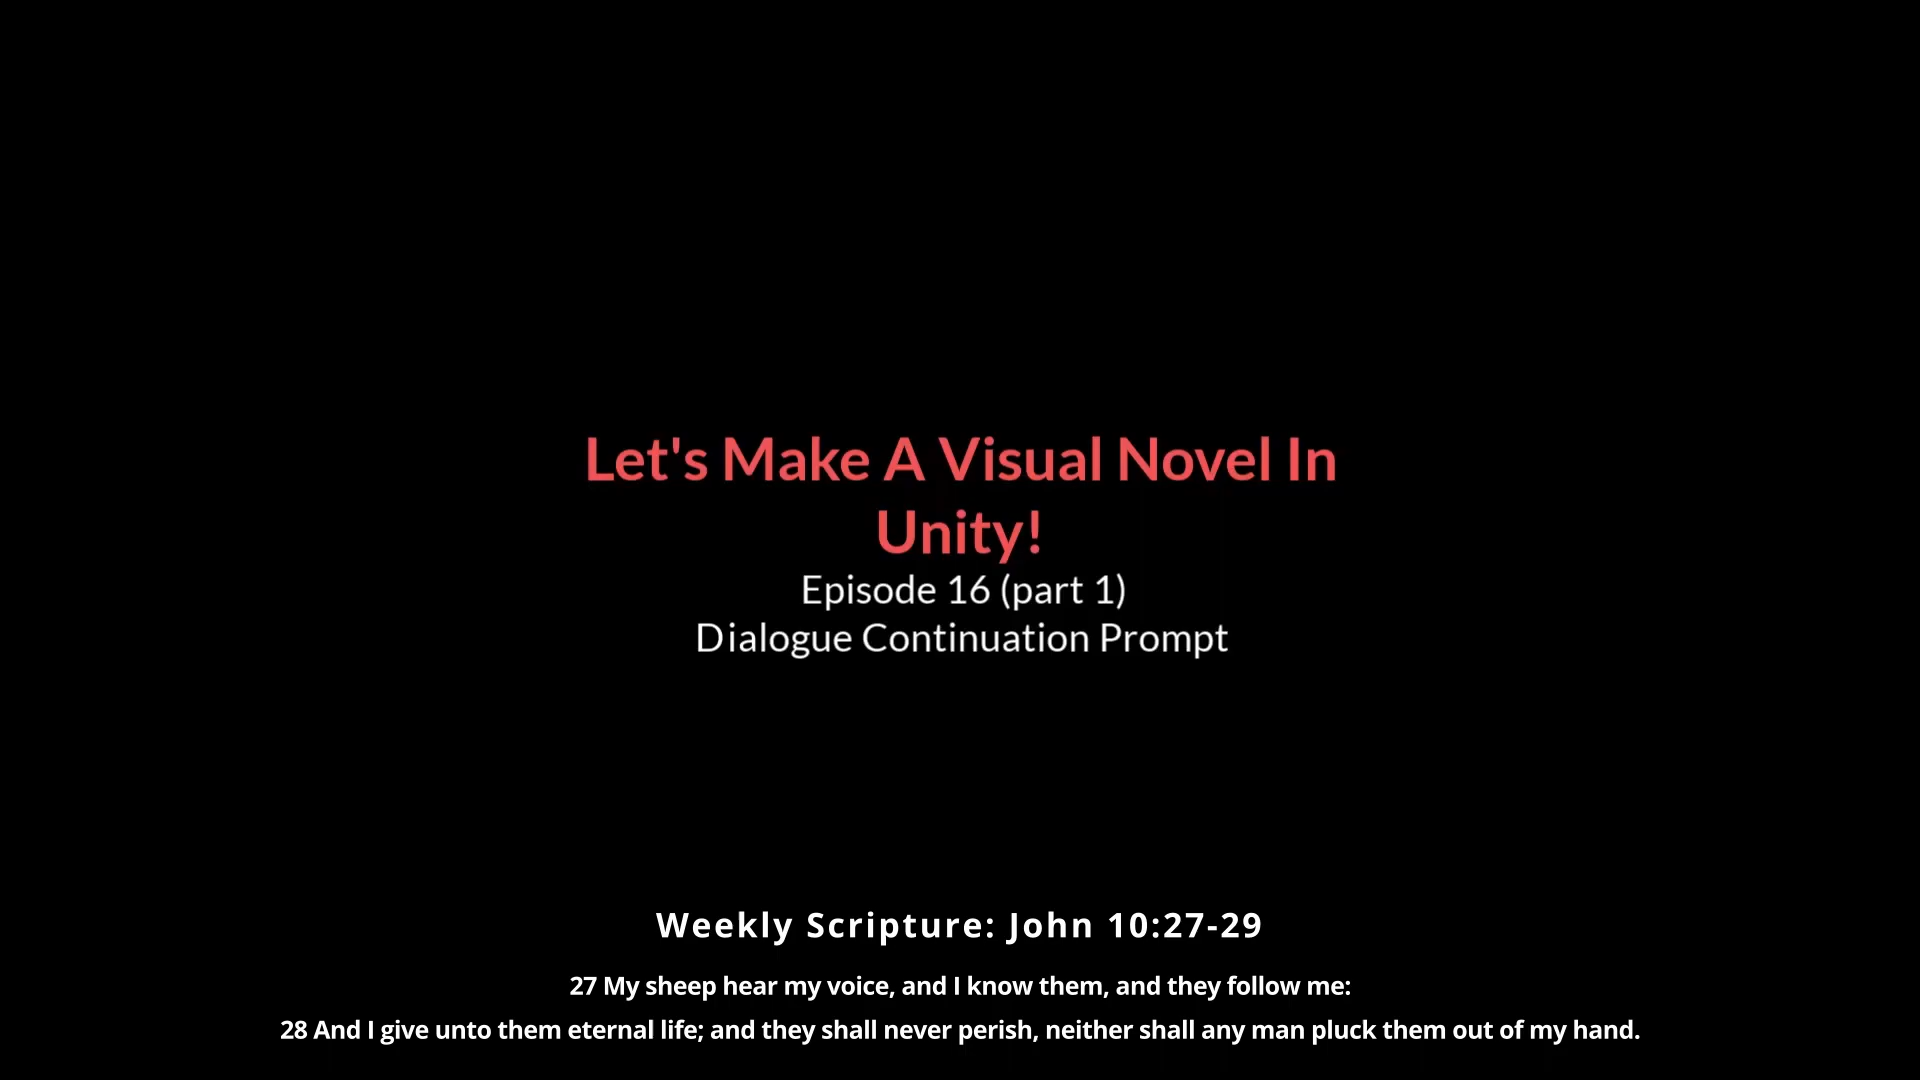 Let's Make A Visual Novel In
Unity!
Episode 16 (part 1)
Dialogue Continuation Prompt
Weekly Scripture: John 10:27-29
27 My sheep hear my voice, and I know them, and they follow me:
28 And I give unto them eternal life; and they shall never perish, neither shall any man pluck them out of my hand.